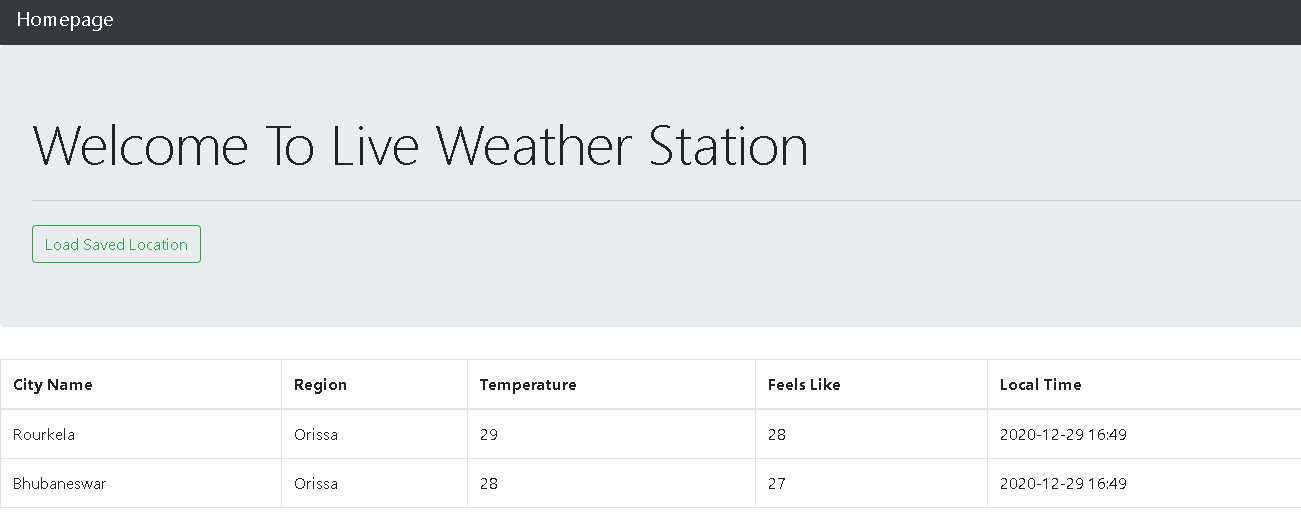 Homepage
Welcome To Live Weather Station
Load Saved Location
City Name Region Temperature Feels Like Local Time
Rourkela Orissa 29 28 2020-12-29 16:49
Bhubaneswar Orissa 28 27 2020-12-29 16:49